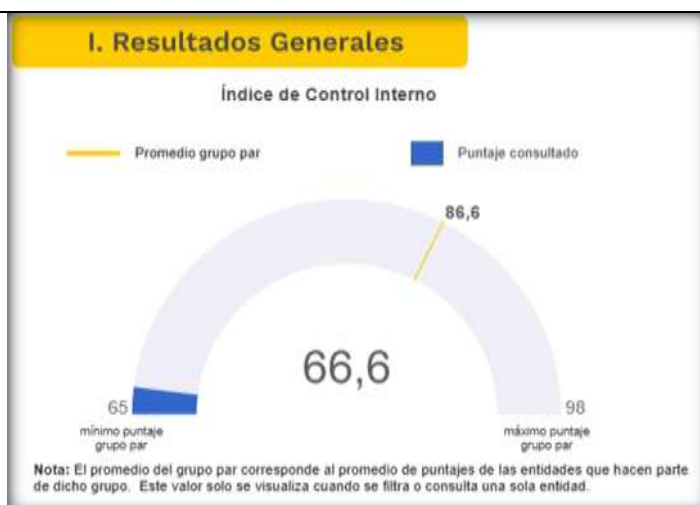 I. Resultados Generales
Índice de Control Interno
Promedio grupo par
Puntaje consultado
86,6
66,6
65
98
mínimo puntaje
grupo par
máximo puntaje
grupo par
Nota: El promedio del grupo par corresponde al promedio de puntajes de las entidades que hacen parte
de dicho grupo. Este valor solo se visualiza cuando se filtra o consulta una sola entidad.